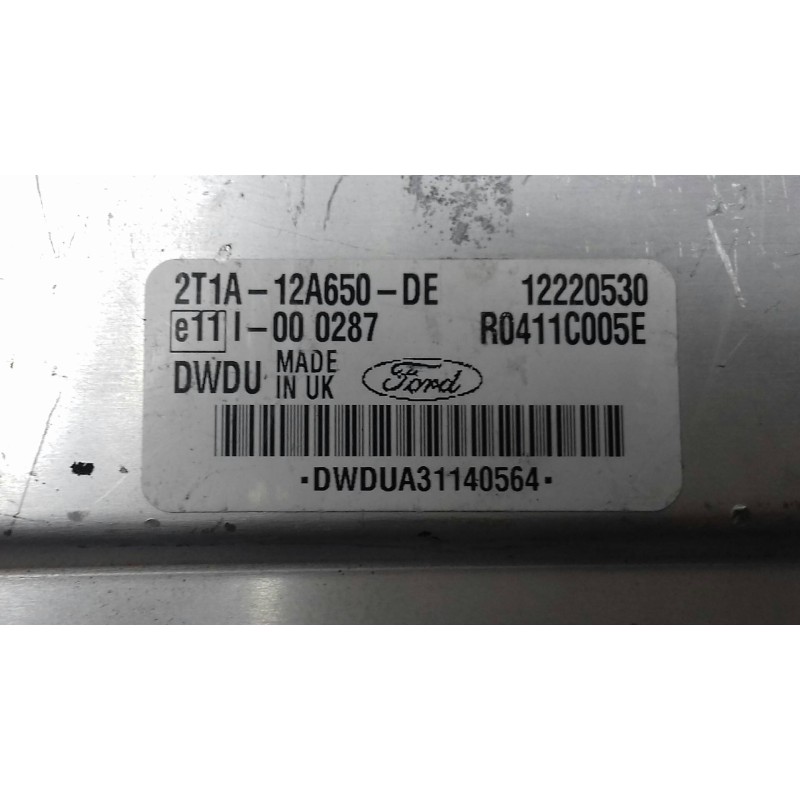 2T1A-12A650-DE 12220530
e11 I-00 0287 R0411C005E
DWDU MADE IN UK Ford
·DWDUA31140564·